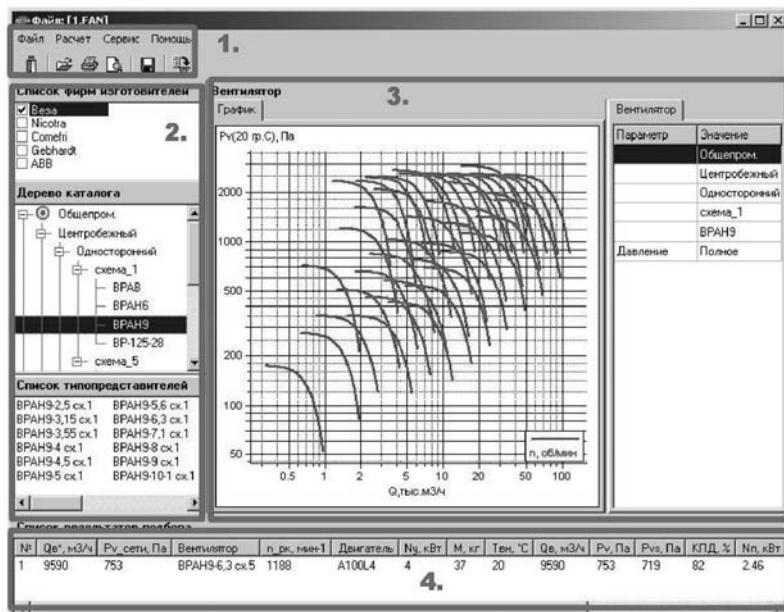 Файл: [1.FAN]
Файл Расчет Сервис Помощь
1.
Список фирм изготовителей
Веза
Nicotra
Comefri
Gebhardt
ABB
2.
Дерево каталога
Общепром.
Центробежный
Односторонний
схема_1
ВРАВ
ВРАН6
ВРАН9
ВР-125-28
схема_5
Список типопредставителей
ВРАН9-2,5 сх.1 ВРАН9-5,6 сх.1
ВРАН9-3,15 сх.1 ВРАН9-6,3 сх.1
ВРАН9-3,55 сх.1 ВРАН9-7,1 сх.1
ВРАН9-4 сх.1 ВРАН9-8 сх.1
ВРАН9-4,5 сх.1 ВРАН9-9 сх.1
ВРАН9-5 сх.1 ВРАН9-10-1 сх.1
Вентилятор
3.
График
Pv(20 гр.С), Па
2000
1000
500
200
100
50
0.5 1 2 5 10 20 50 100
Q,тыс.м3/ч
n, об/мин
Вентилятор
Параметр Значение
Общепром.
Центробежный
Односторонний
схема_1
ВРАН9
Давление Полное
Список результатов подбора
№ Qв*, м3/ч Pv_сети, Па Вентилятор n_рк, мин-1 Двигатель Nу, кВт М, кг Твн, °С Qв, м3/ч Pv, Па Pvs, Па КПД, % Nп, кВт
1 9590 753 ВРАН9-6,3 сх.5 1188 А100L4 4 37 20 9590 753 719 82 2.46
4.